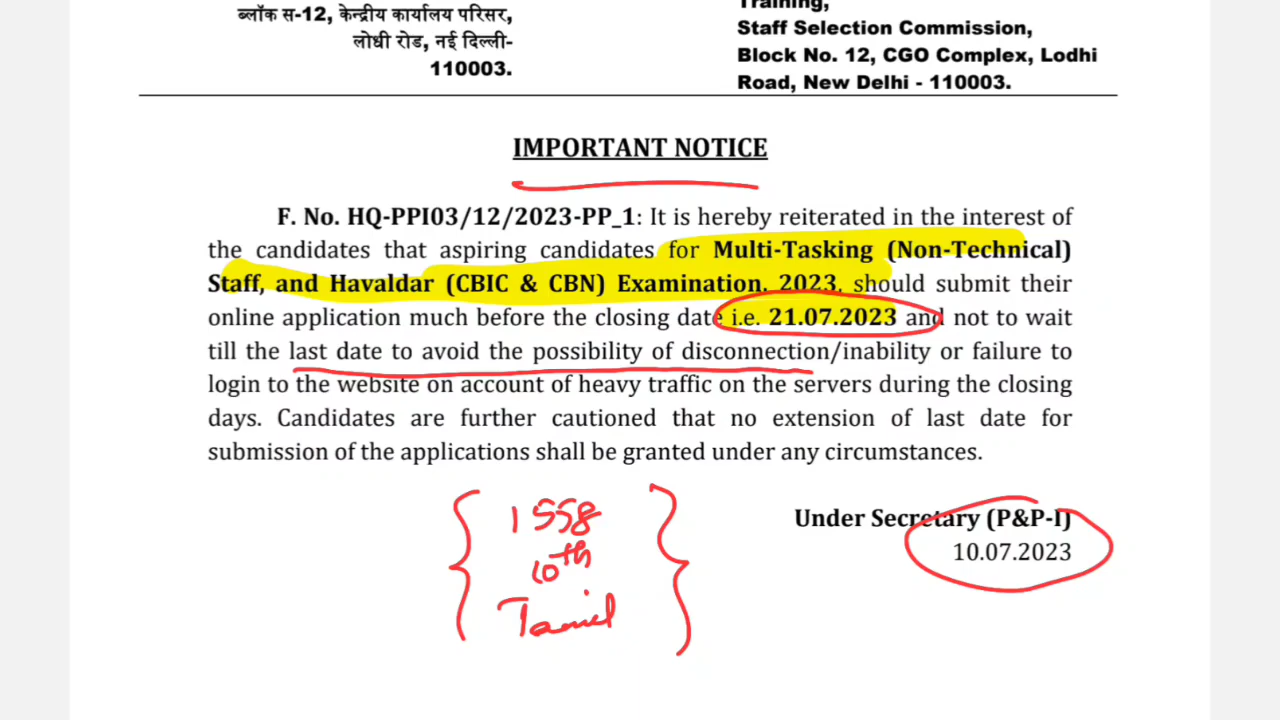 ब्लॉक स-12, केन्द्रीय कार्यालय परिसर,
लोधी रोड, नई दिल्ली-
110003.
Training,
Staff Selection Commission,
Block No. 12, CGO Complex, Lodhi
Road, New Delhi - 110003.
IMPORTANT NOTICE
F. No. HQ-PPI03/12/2023-PP_1: It is hereby reiterated in the interest of
the candidates that aspiring candidates for Multi-Tasking (Non-Technical)
Staff, and Havaldar (CBIC & CBN) Examination, 2023, should submit their
online application much before the closing date i.e. 21.07.2023 and not to wait
till the last date to avoid the possibility of disconnection/inability or failure to
login to the website on account of heavy traffic on the servers during the closing
days. Candidates are further cautioned that no extension of last date for
submission of the applications shall be granted under any circumstances.
Under Secretary (P&P-I)
10.07.2023
1558
10th
Tamil